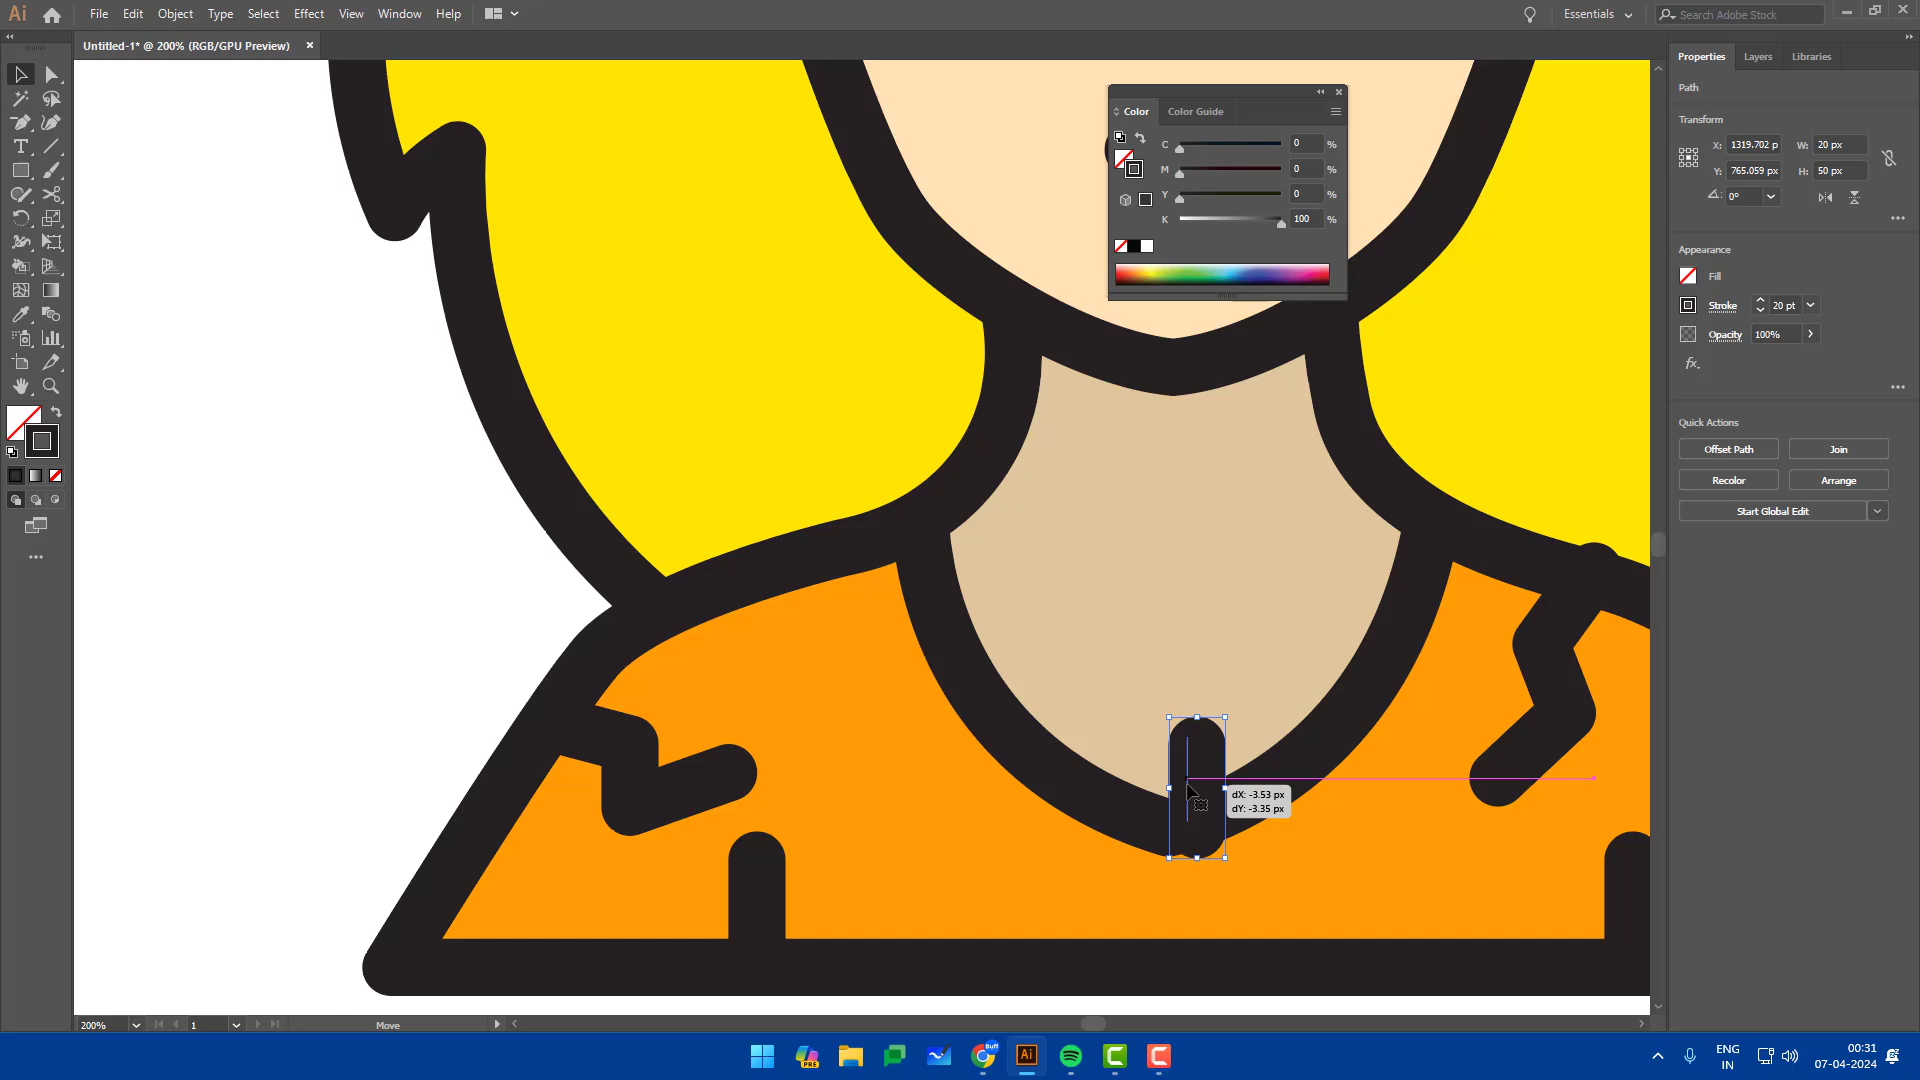 Ai
File Edit Object Type Select Effect View Window Help
Essentials
Search Adobe Stock
Untitled-1* @ 200% (RGB/GPU Preview) ×
Properties Layers Libraries
Path
Transform
X: 1319.702 p W: 20 px
Y: 765.059 px H: 50 px
0°
Appearance
Fill
Stroke 20 pt
Opacity 100%
fx.
Quick Actions
Offset Path Join
Recolor Arrange
Start Global Edit
Color Color Guide
C 0 %
M 0 %
Y 0 %
K 100 %
dX: -3.53 px
dY: -3.35 px
200% 1 Move
PRE
Buff
Ai
ENG
IN
00:31
07-04-2024